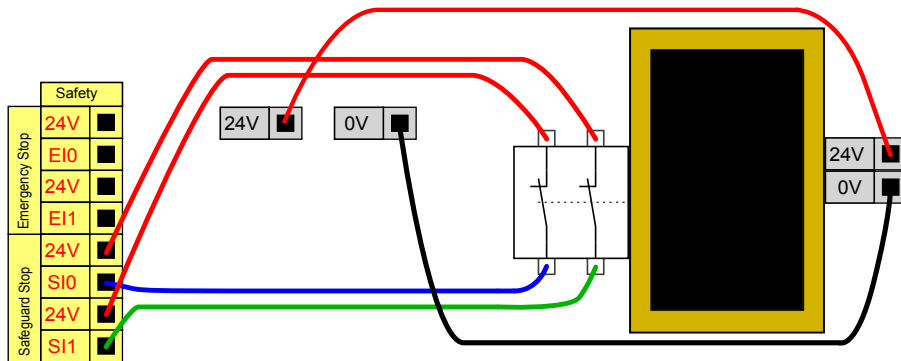 Safety
Emergency Stop
24V
EI0
24V
EI1
Safeguard Stop
24V
SI0
24V
SI1
24V
0V
24V
0V